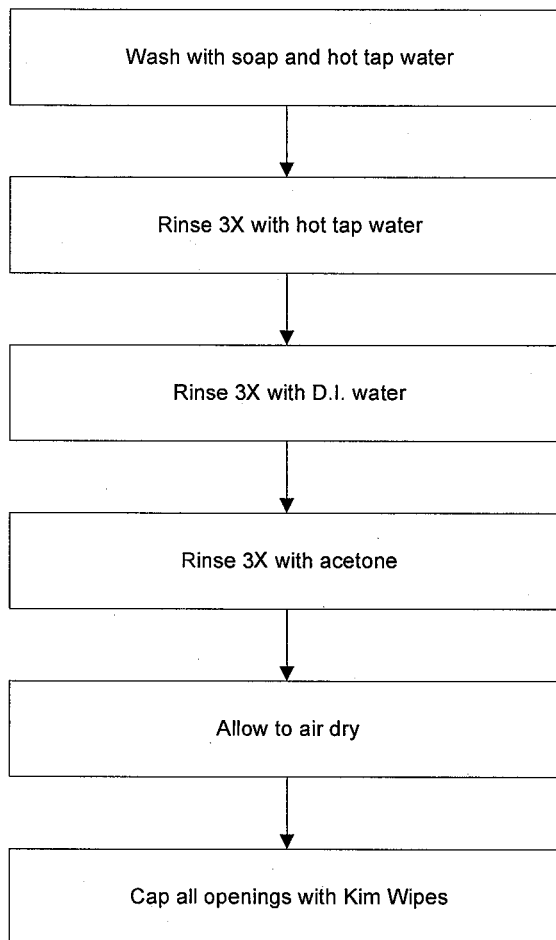 Wash with soap and hot tap water
Rinse 3X with hot tap water
Rinse 3X with D.I. water
Rinse 3X with acetone
Allow to air dry
Cap all openings with Kim Wipes